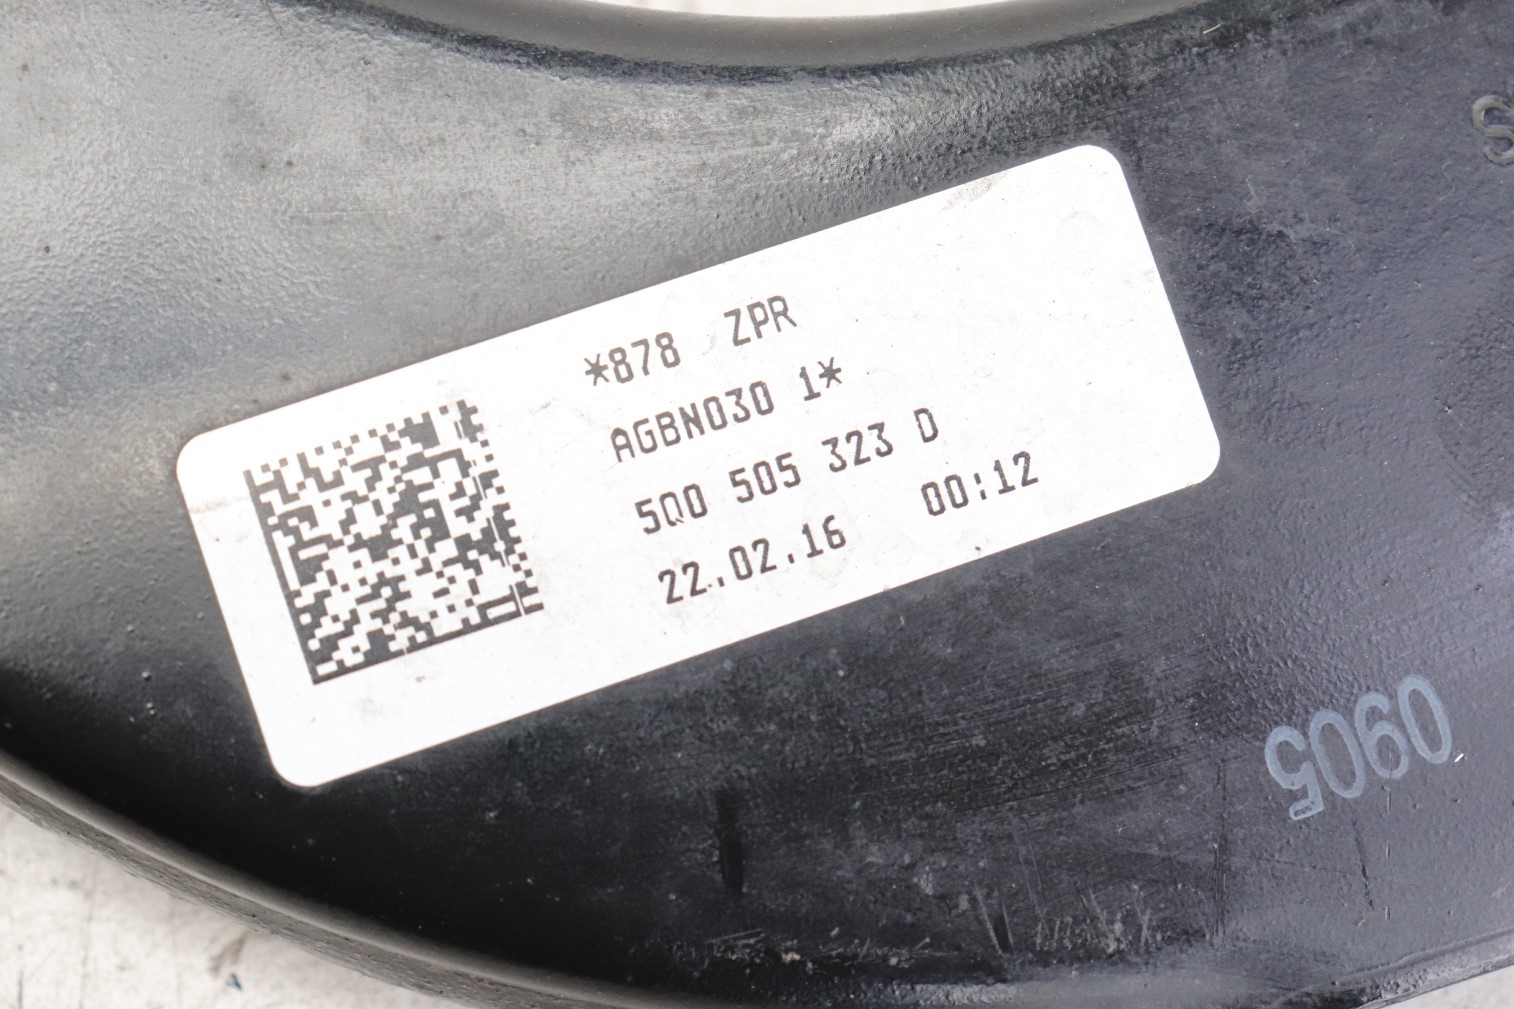 *878 ZPR
AGBN030 1*
5Q0 505 323 D
22.02.16 00:12
0905
S